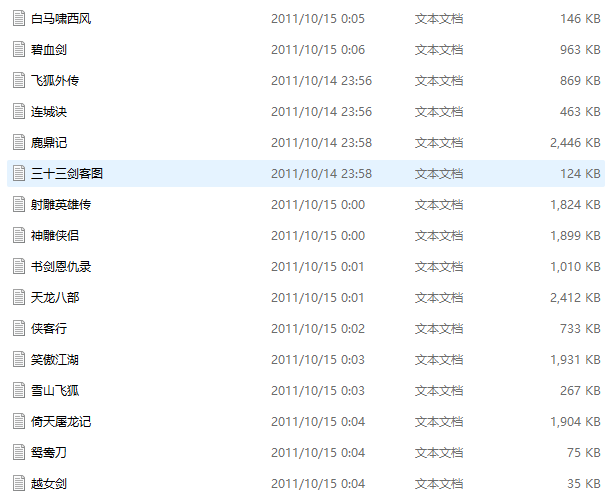 白马啸西风 2011/10/15 0:05 文本文档 146 KB
碧血剑 2011/10/15 0:06 文本文档 963 KB
飞狐外传 2011/10/14 23:56 文本文档 869 KB
连城诀 2011/10/14 23:56 文本文档 463 KB
鹿鼎记 2011/10/14 23:58 文本文档 2,446 KB
三十三剑客图 2011/10/14 23:58 文本文档 124 KB
射雕英雄传 2011/10/15 0:00 文本文档 1,824 KB
神雕侠侣 2011/10/15 0:00 文本文档 1,899 KB
书剑恩仇录 2011/10/15 0:01 文本文档 1,010 KB
天龙八部 2011/10/15 0:01 文本文档 2,412 KB
侠客行 2011/10/15 0:02 文本文档 733 KB
笑傲江湖 2011/10/15 0:03 文本文档 1,931 KB
雪山飞狐 2011/10/15 0:03 文本文档 267 KB
倚天屠龙记 2011/10/15 0:04 文本文档 1,904 KB
鸳鸯刀 2011/10/15 0:04 文本文档 75 KB
越女剑 2011/10/15 0:04 文本文档 35 KB